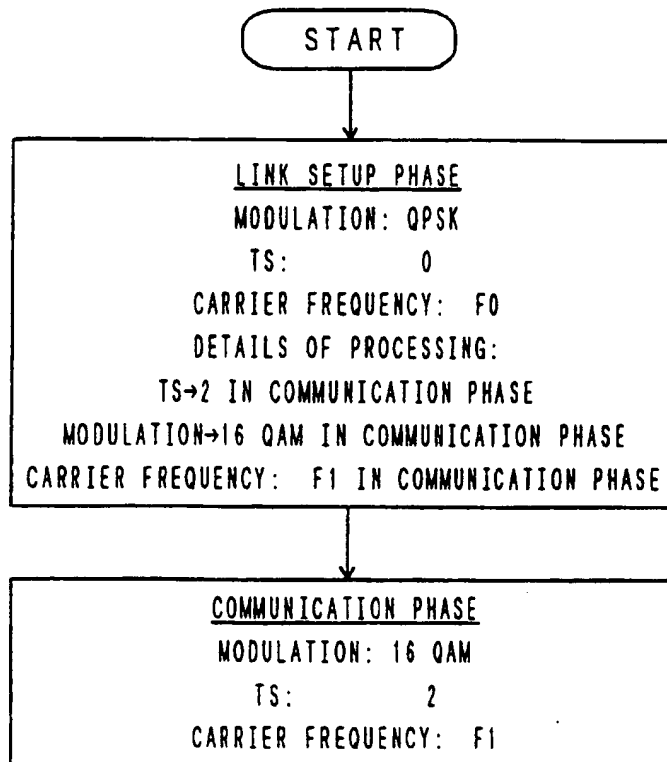 START
LINK SETUP PHASE
MODULATION: QPSK
TS: 0
CARRIER FREQUENCY: F0
DETAILS OF PROCESSING:
TS→2 IN COMMUNICATION PHASE
MODULATION→16 QAM IN COMMUNICATION PHASE
CARRIER FREQUENCY: F1 IN COMMUNICATION PHASE
COMMUNICATION PHASE
MODULATION: 16 QAM
TS: 2
CARRIER FREQUENCY: F1